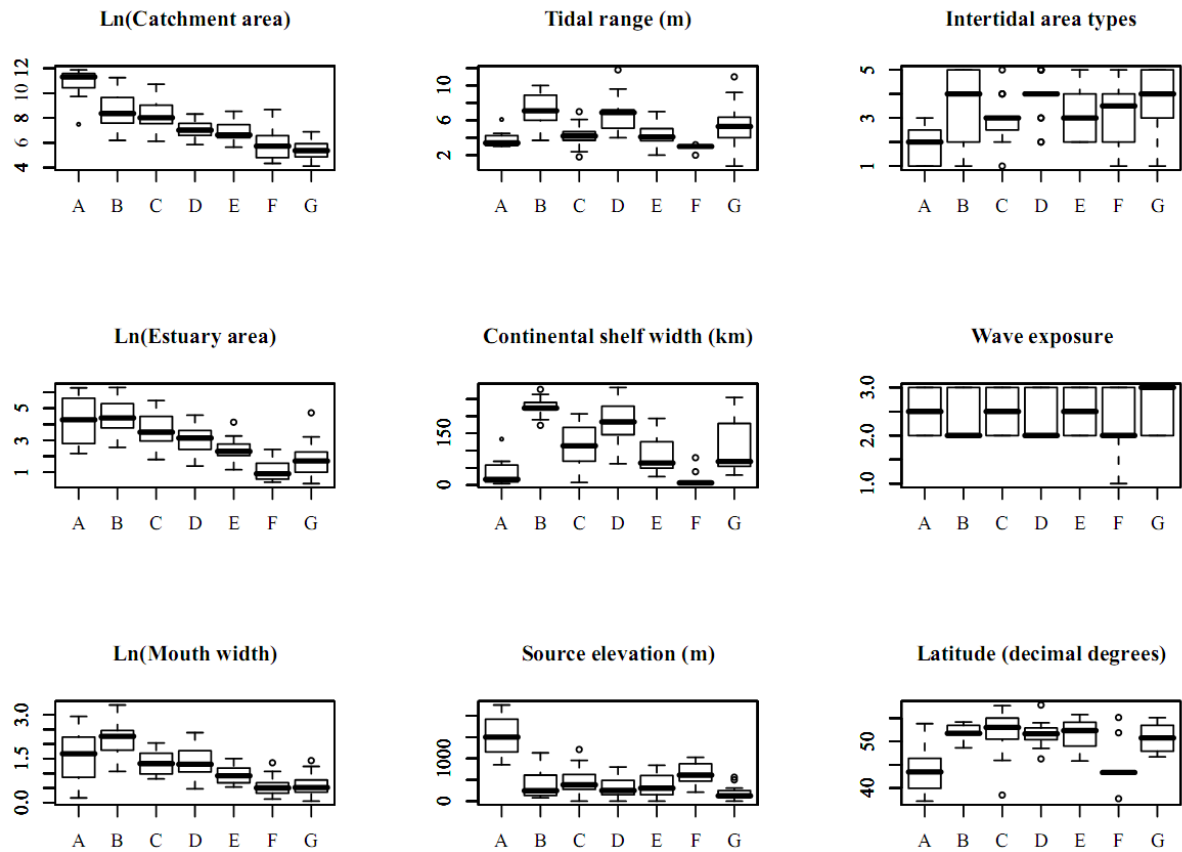 Ln(Catchment area)
12
10
8
6
4
A B C D E F G
Tidal range (m)
10
6
2
A B C D E F G
Intertidal area types
5
3
1
A B C D E F G
Ln(Estuary area)
5
3
1
A B C D E F G
Continental shelf width (km)
150
0
A B C D E F G
Wave exposure
3.0
2.0
1.0
A B C D E F G
Ln(Mouth width)
3.0
1.5
0.0
A B C D E F G
Source elevation (m)
1000
0
A B C D E F G
Latitude (decimal degrees)
50
40
A B C D E F G